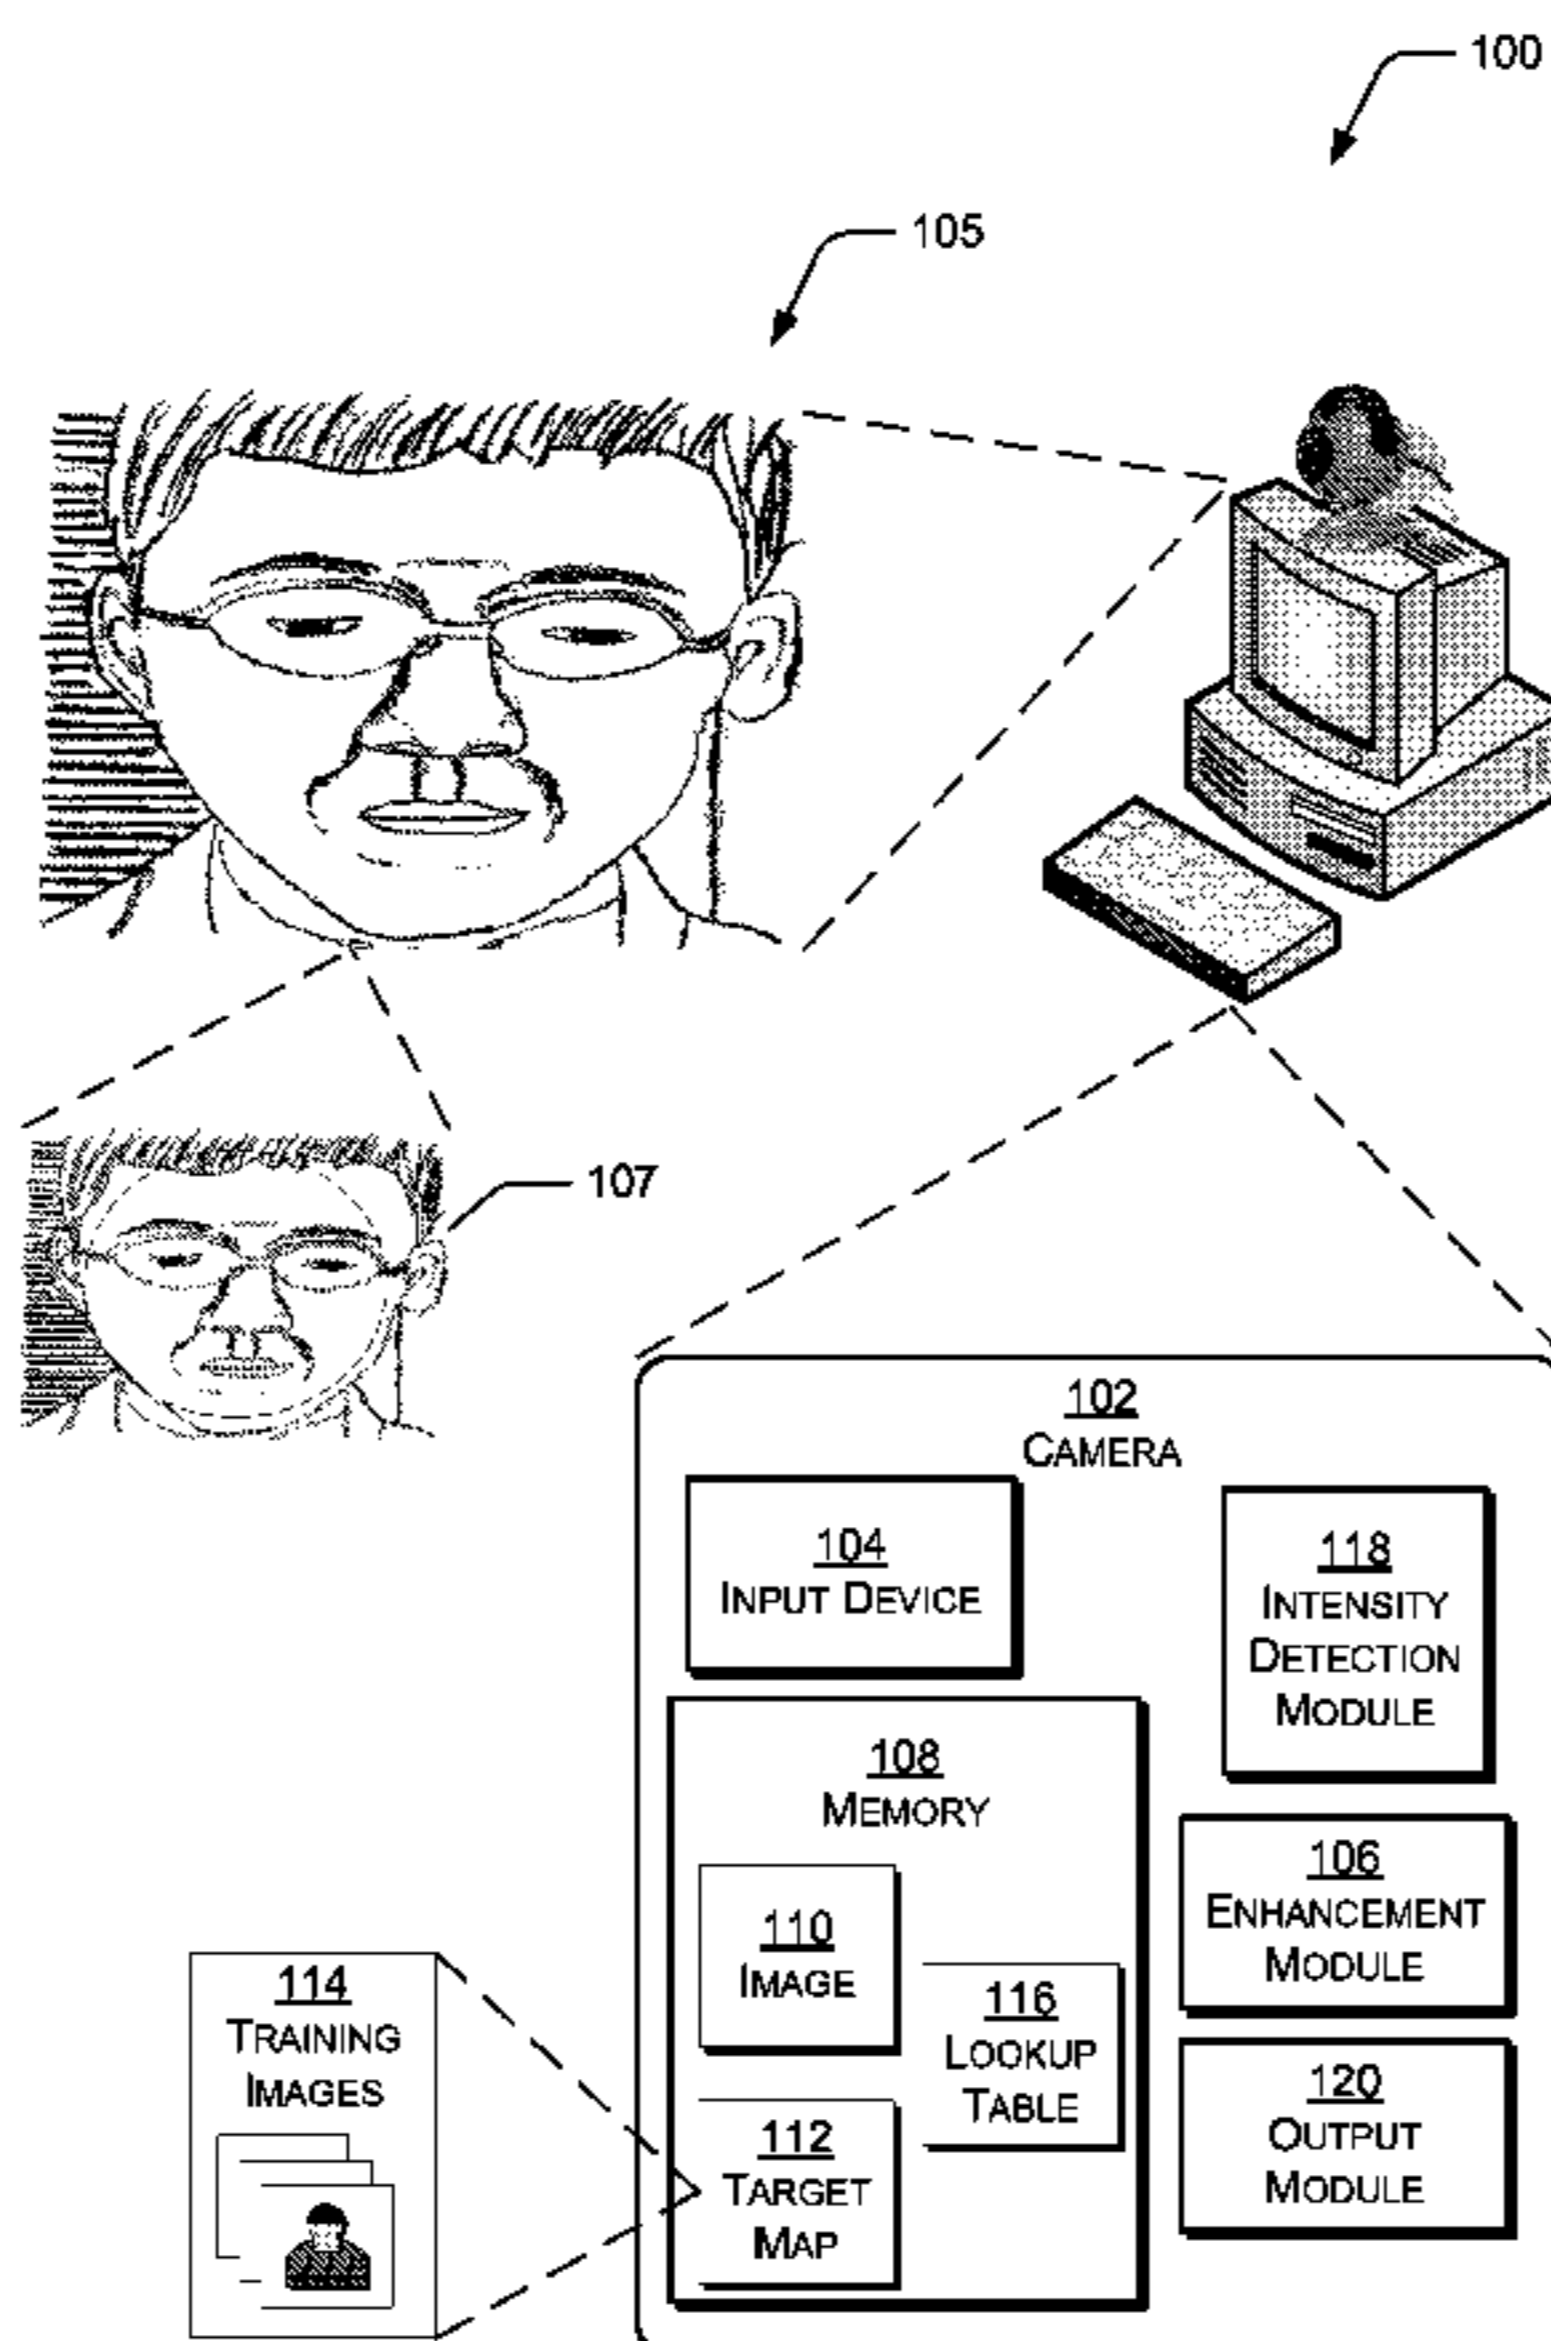 100
105
107
102
CAMERA
104
INPUT DEVICE
118
INTENSITY
DETECTION
MODULE
108
MEMORY
106
ENHANCEMENT
MODULE
110
IMAGE
116
LOOKUP
TABLE
114
TRAINING
IMAGES
112
TARGET
MAP
120
OUTPUT
MODULE